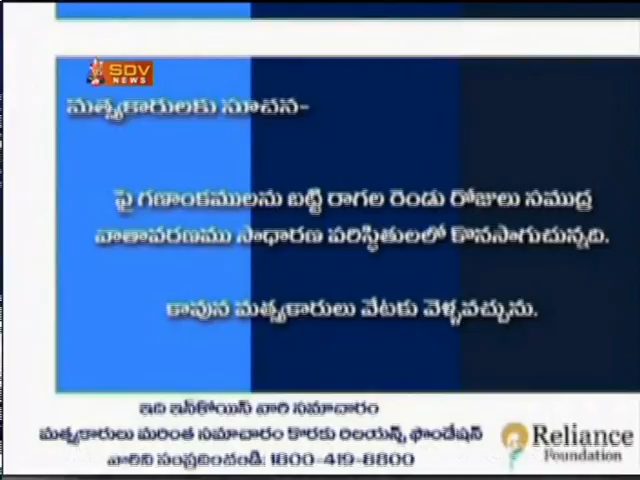 SDV
NEWS
మత్స్యకారులకు సూచన-
పై గణాంకములను బట్టి రాగల రెండు రోజులు సముద్ర
వాతావరణము సాధారణ పరిస్థితులలో కొనసాగుచున్నది.
కావున మత్స్యకారులు వేటకు వెళ్ళవచ్చును.
ఇది ఇన్‌కోయిస్ వారి సమాచారం
మత్స్యకారులు మరింత సమాచారం కొరకు రిలయన్స్ ఫౌండేషన్
వారిని సంప్రదించండి: 1800-419-8800
Reliance
Foundation